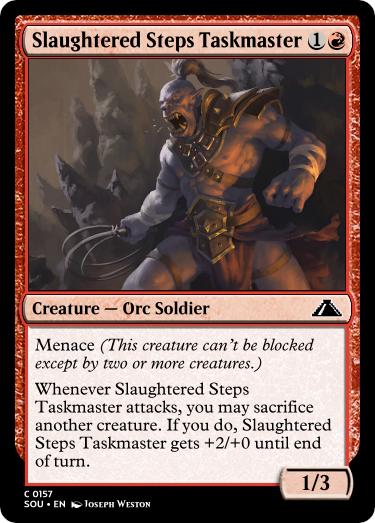 Slaughtered Steps Taskmaster 1
Creature — Orc Soldier
Menace (This creature can't be blocked
except by two or more creatures.)
Whenever Slaughtered Steps
Taskmaster attacks, you may sacrifice
another creature. If you do, Slaughtered
Steps Taskmaster gets +2/+0 until end
of turn.
1/3
C 0157
SOU • EN Joseph Weston